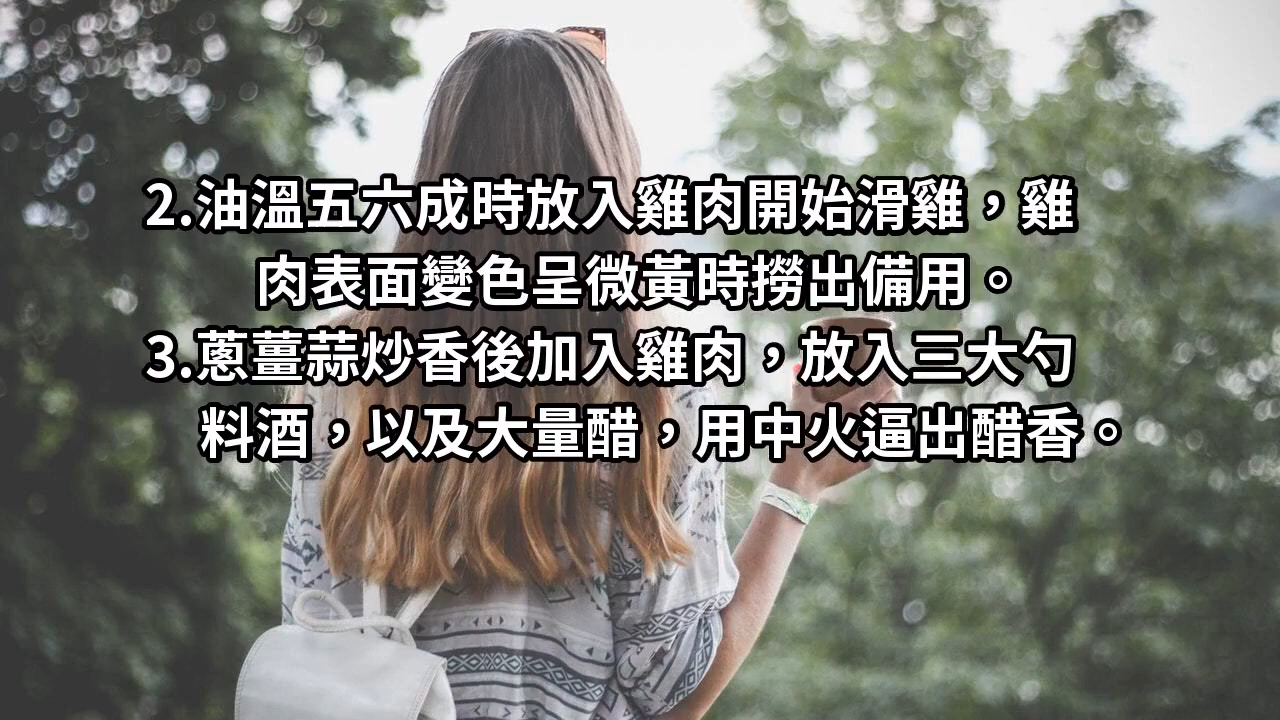 2.油溫五六成時放入雞肉開始滑雞，雞
肉表面變色呈微黃時撈出備用。
3.蔥薑蒜炒香後加入雞肉，放入三大勺
料酒，以及大量醋，用中火逼出醋香。